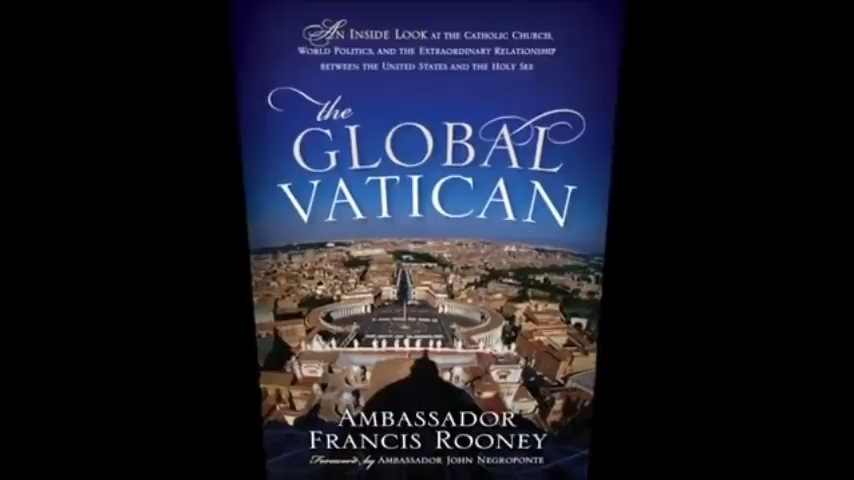 AN INSIDE LOOK AT THE CATHOLIC CHURCH,
WORLD POLITICS, AND THE EXTRAORDINARY RELATIONSHIP
BETWEEN THE UNITED STATES AND THE HOLY SEE
the
GLOBAL
VATICAN
AMBASSADOR
FRANCIS ROONEY
Foreword by AMBASSADOR JOHN NEGROPONTE